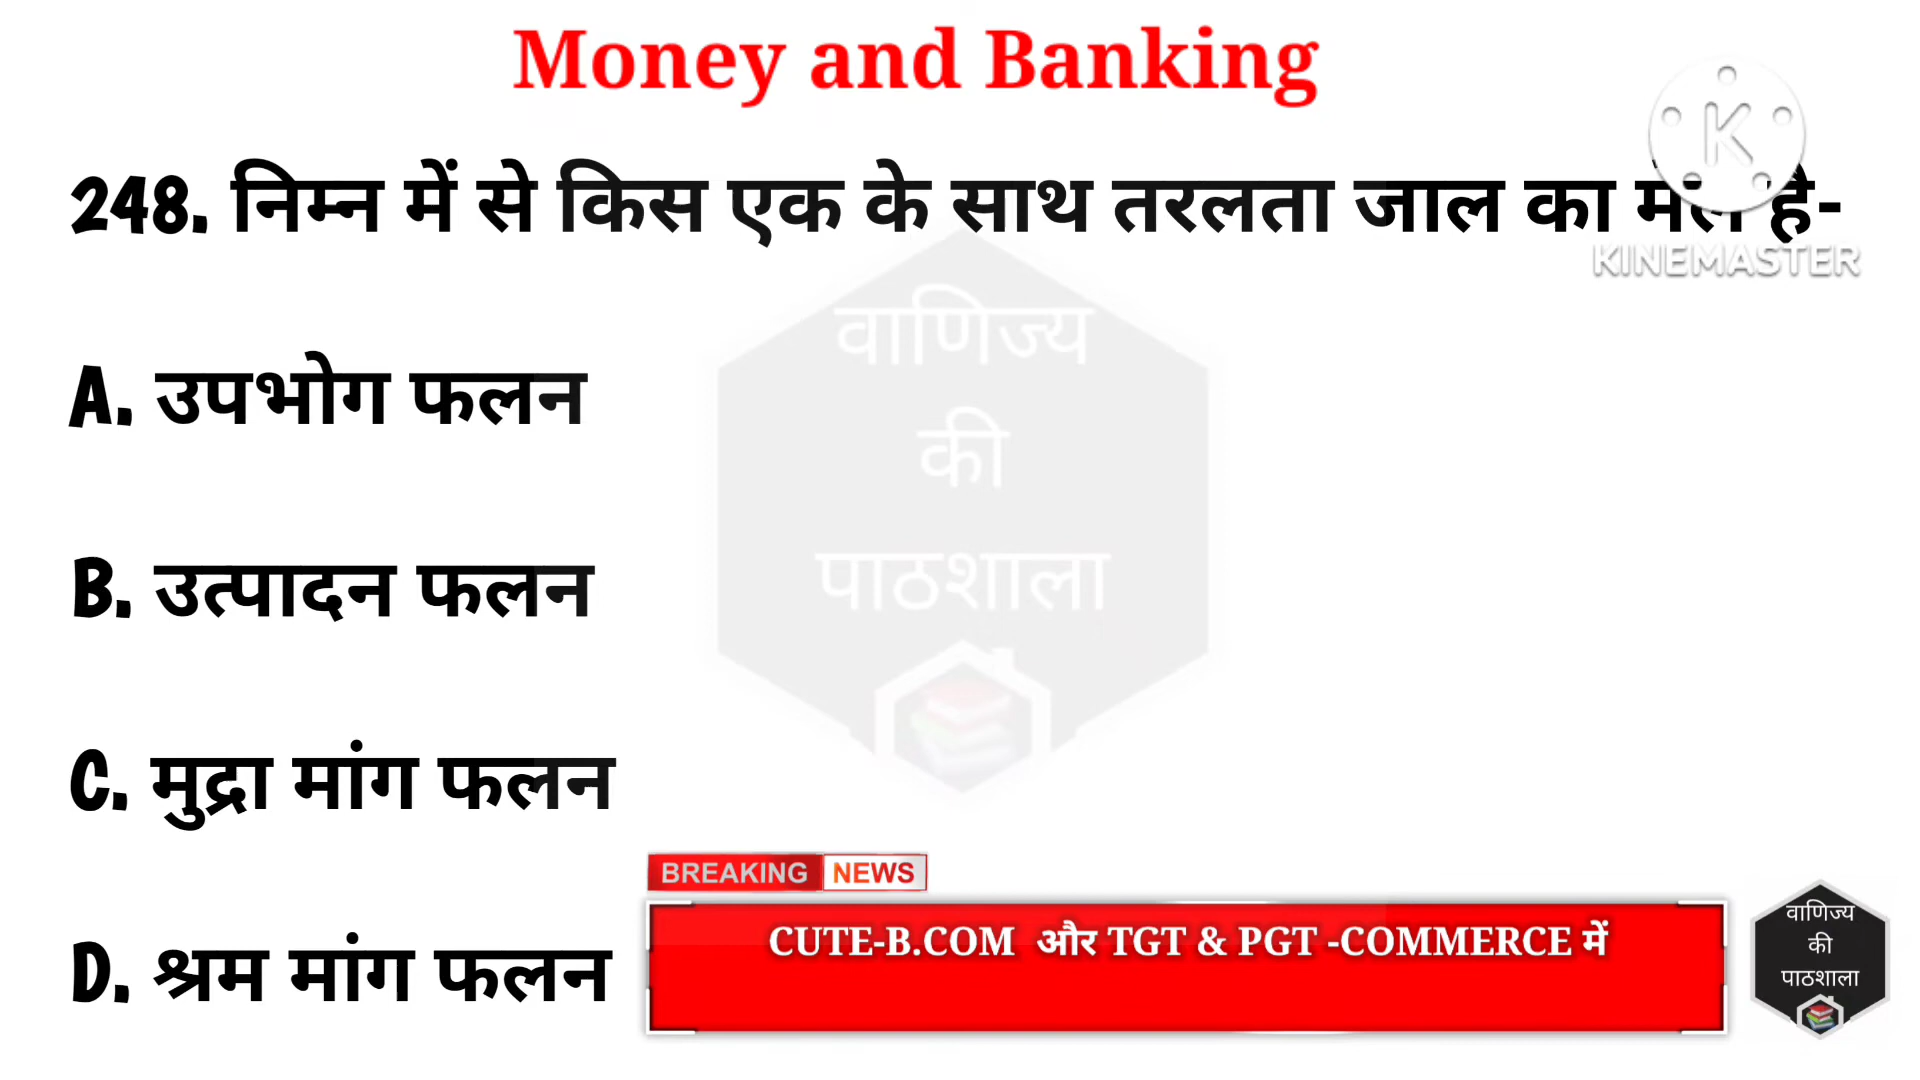 Money and Banking
248. निम्न में से किस एक के साथ तरलता जाल का मेल है-
KINEMASTER
A. उपभोग फलन
B. उत्पादन फलन
C. मुद्रा मांग फलन
D. श्रम मांग फलन
वाणिज्य
की
पाठशाला
BREAKING NEWS
CUTE-B.COM और TGT & PGT -COMMERCE में
वाणिज्य
की
पाठशाला